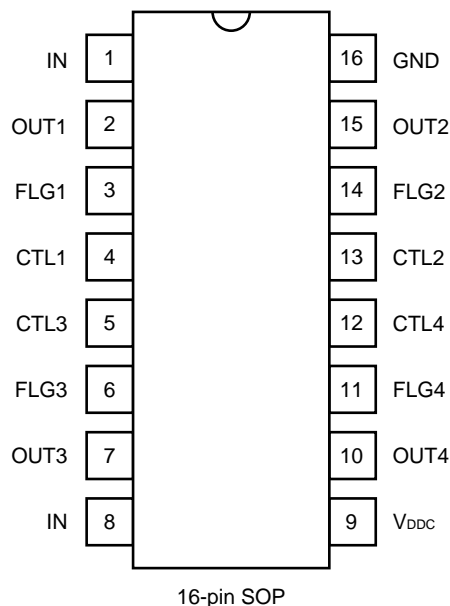 IN 1 16 GND
OUT1 2 15 OUT2
FLG1 3 14 FLG2
CTL1 4 13 CTL2
CTL3 5 12 CTL4
FLG3 6 11 FLG4
OUT3 7 10 OUT4
IN 8 9 VDDC
16-pin SOP